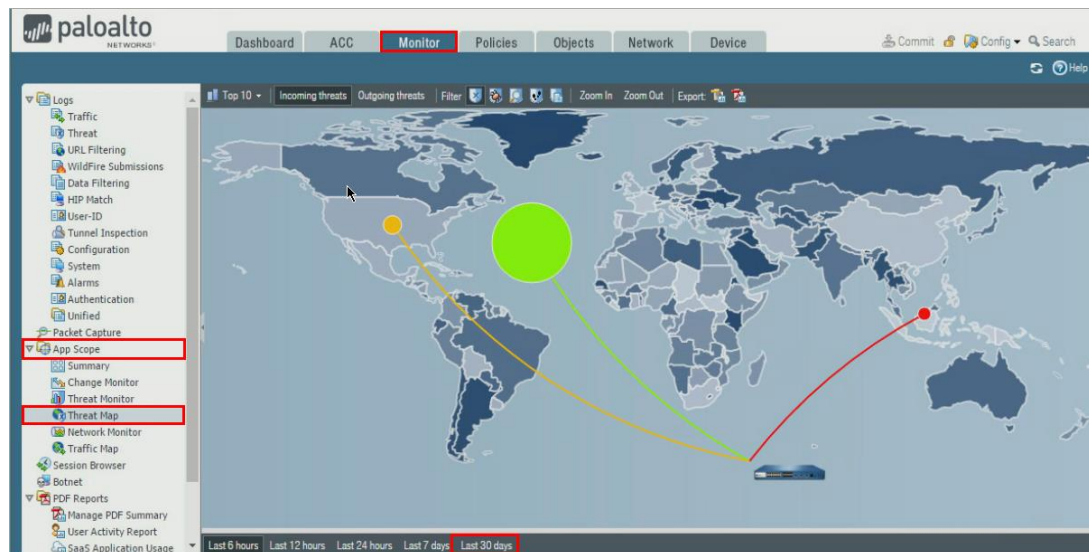 paloalto
NETWORKS
Dashboard ACC Monitor Policies Objects Network Device Commit Config Search
Help
Top 10 Incoming threats Outgoing threats Filter Zoom In Zoom Out Export:
Logs
Traffic
Threat
URL Filtering
WildFire Submissions
Data Filtering
HIP Match
User-ID
Tunnel Inspection
Configuration
System
Alarms
Authentication
Unified
Packet Capture
App Scope
Summary
Change Monitor
Threat Monitor
Threat Map
Network Monitor
Traffic Map
Session Browser
Botnet
PDF Reports
Manage PDF Summary
User Activity Report
SaaS Application Usage
Last 6 hours Last 12 hours Last 24 hours Last 7 days Last 30 days